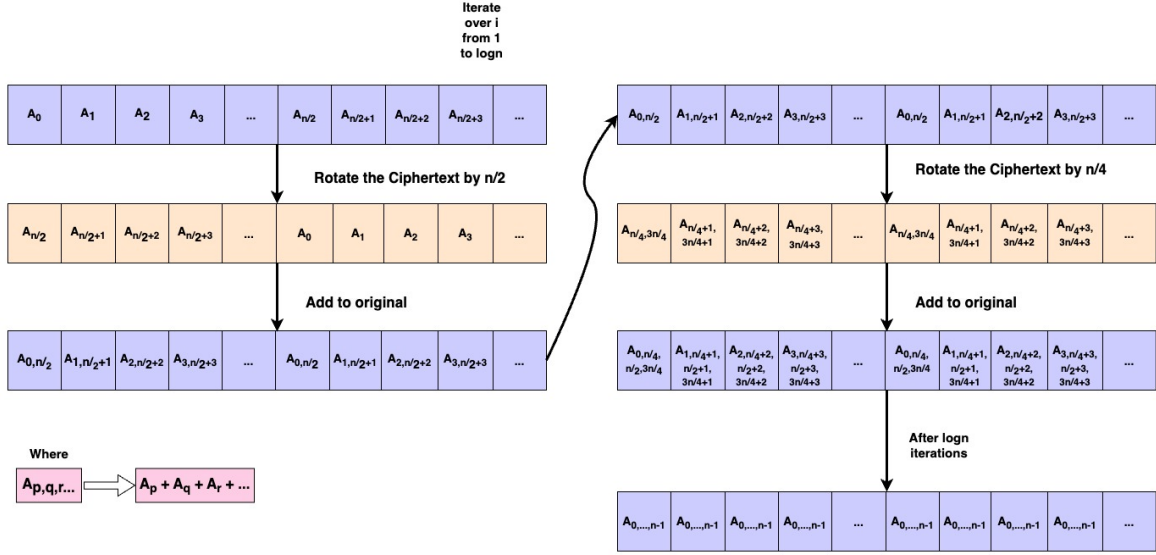 Iterate
over i
from 1
to logn
A0 A1 A2 A3 ... An/2 An/2+1 An/2+2 An/2+3 ...
Rotate the Ciphertext by n/2
An/2 An/2+1 An/2+2 An/2+3 ... A0 A1 A2 A3 ...
Add to original
A0,n/2 A1,n/2+1 A2,n/2+2 A3,n/2+3 ... A0,n/2 A1,n/2+1 A2,n/2+2 A3,n/2+3 ...
Where
Ap,q,r... Ap + Aq + Ar + ...
A0,n/2 A1,n/2+1 A2,n/2+2 A3,n/2+3 ... A0,n/2 A1,n/2+1 A2,n/2+2 A3,n/2+3 ...
Rotate the Ciphertext by n/4
An/4,3n/4 An/4+1, An/4+2, An/4+3, ... An/4,3n/4 An/4+1, An/4+2, An/4+3, ...
3n/4+1 3n/4+2 3n/4+3 3n/4+1 3n/4+2 3n/4+3
Add to original
A0,n/4, A1,n/4+1, A2,n/4+2, A3,n/4+3, ... A0,n/4, A1,n/4+1, A2,n/4+2, A3,n/4+3, ...
n/2,3n/4 n/2+1, n/2+2, n/2+3, n/2,3n/4 n/2+1, n/2+2, n/2+3,
3n/4+1 3n/4+2 3n/4+3 3n/4+1 3n/4+2 3n/4+3
After logn
iterations
A0,...,n-1 A0,...,n-1 A0,...,n-1 A0,...,n-1 ... A0,...,n-1 A0,...,n-1 A0,...,n-1 A0,...,n-1 ...